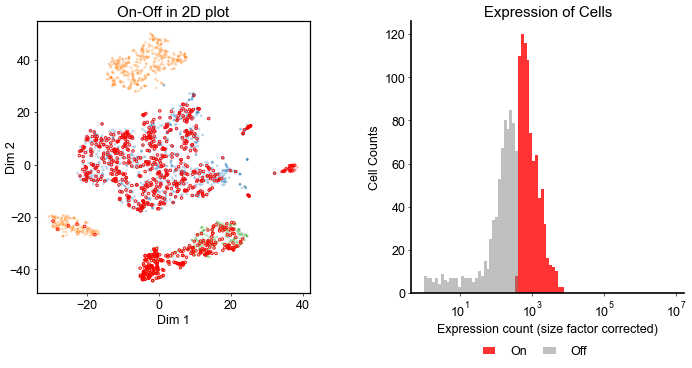 On-Off in 2D plot
Dim 2
40
20
0
−20
−40
−20
0
20
40
Dim 1
Expression of Cells
Cell Counts
120
100
80
60
40
20
0
10^1
10^3
10^5
10^7
Expression count (size factor corrected)
On
Off